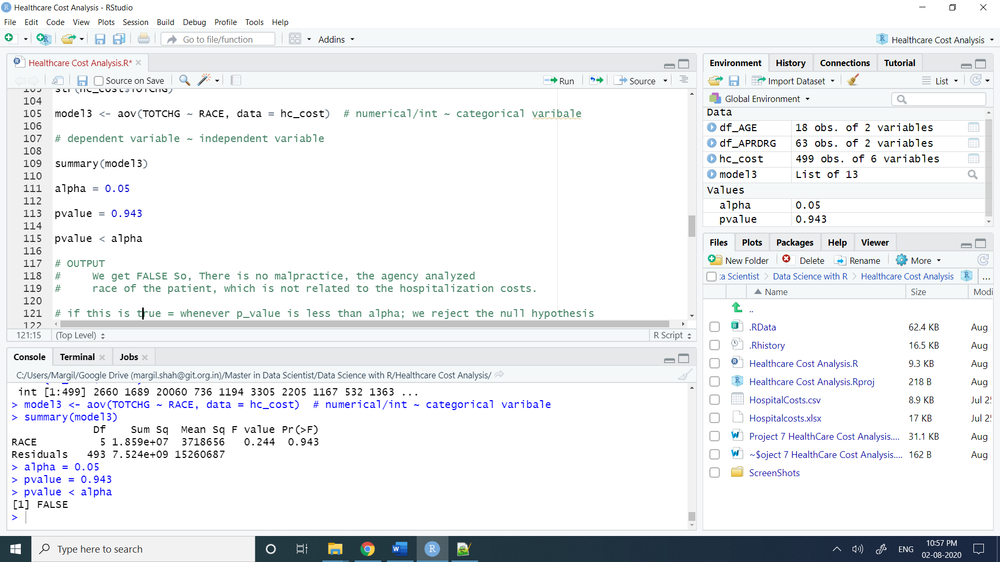 Healthcare Cost Analysis - RStudio
File Edit Code View Plots Session Build Debug Profile Tools Help
Go to file/function Addins Healthcare Cost Analysis
Healthcare Cost Analysis.R*
Source on Save Run Source
103 str(hc_cost$TOTCHG)
104
105 model3 <- aov(TOTCHG ~ RACE, data = hc_cost)  # numerical/int ~ categorical varibale
106
107 # dependent variable ~ independent variable
108
109 summary(model3)
110
111 alpha = 0.05
112
113 pvalue = 0.943
114
115 pvalue < alpha
116
117 # OUTPUT
118 #     We get FALSE So, There is no malpractice, the agency analyzed
119 #     race of the patient, which is not related to the hospitalization costs.
120
121 # if this is true = whenever p_value is less than alpha; we reject the null hypothesis
122
121:15 (Top Level) R Script
Console Terminal Jobs
C:/Users/Margil/Google Drive (margil.shah@git.org.in)/Master in Data Scientist/Data Science with R/Healthcare Cost Analysis/
int [1:499] 2660 1689 20060 736 1194 3305 2205 1167 532 1363 ...
> model3 <- aov(TOTCHG ~ RACE, data = hc_cost)  # numerical/int ~ categorical varibale
> summary(model3)
Df Sum Sq Mean Sq F value Pr(>F)
RACE 5 1.859e+07 3718656 0.244 0.943
Residuals 493 7.524e+09 15260687
> alpha = 0.05
> pvalue = 0.943
> pvalue < alpha
[1] FALSE
>
Environment History Connections Tutorial
Import Dataset List
Global Environment
Data
df_AGE 18 obs. of 2 variables
df_APRDRG 63 obs. of 2 variables
hc_cost 499 obs. of 6 variables
model3 List of 13
Values
alpha 0.05
pvalue 0.943
Files Plots Packages Help Viewer
New Folder Delete Rename More
:a Scientist Data Science with R Healthcare Cost Analysis ...
Name Size Modi
..
.RData 62.4 KB Aug
.Rhistory 16.5 KB Aug
Healthcare Cost Analysis.R 9.3 KB Aug
Healthcare Cost Analysis.Rproj 218 B Aug
HospitalCosts.csv 8.9 KB Jul 25
Hospitalcosts.xlsx 17 KB Jul 25
Project 7 HealthCare Cost Analysis.... 31.1 KB Aug
~$oject 7 HealthCare Cost Analysis.... 162 B Aug
ScreenShots
Type here to search
ENG
10:57 PM
02-08-2020